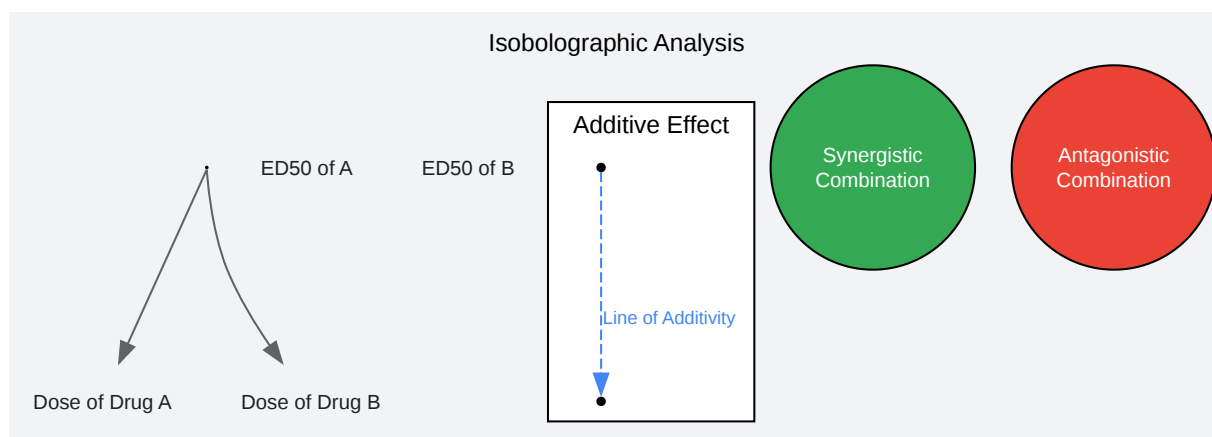 Isobolographic Analysis
Additive Effect
ED50 of A
ED50 of B
Synergistic
Combination
Antagonistic
Combination
Line of Additivity
Dose of Drug A
Dose of Drug B